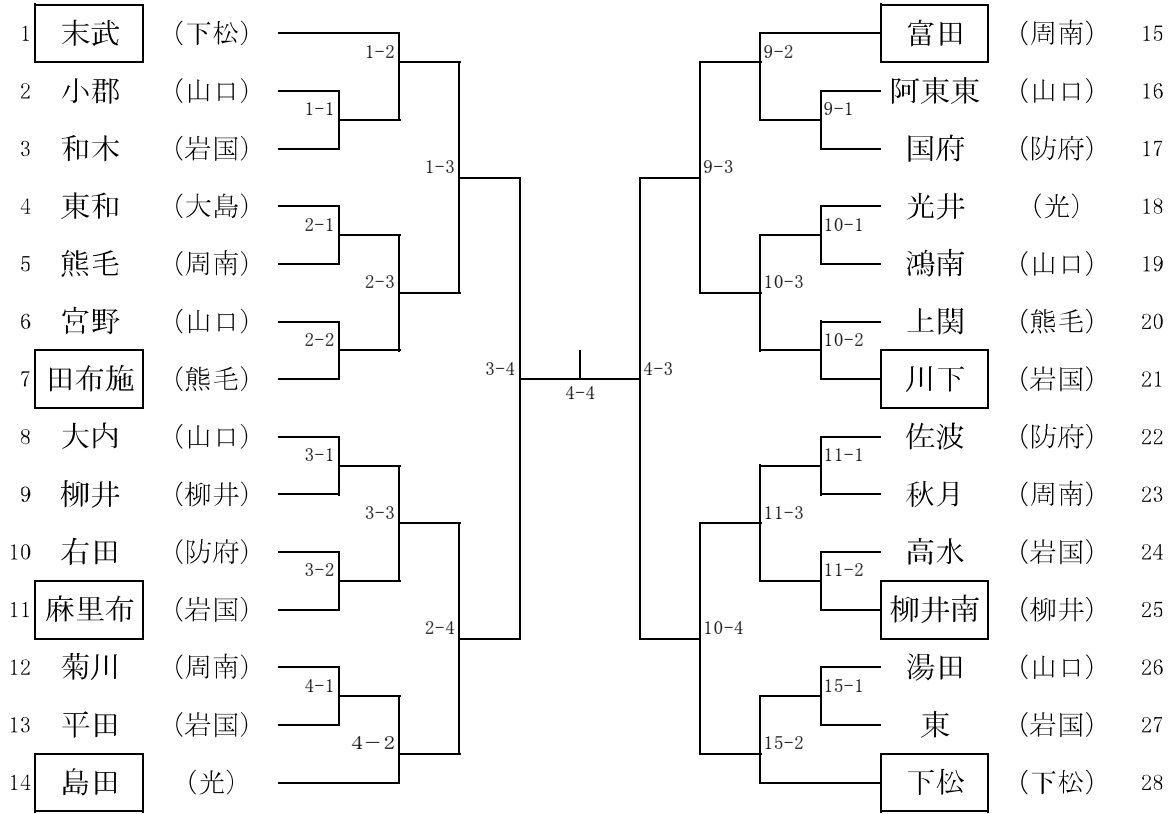 1 末武 (下松) 富田 (周南) 15
1-2 9-2
2 小郡 (山口) 阿東東 (山口) 16
1-1 9-1
3 和木 (岩国) 国府 (防府) 17
1-3 9-3
4 東和 (大島) 光井 (光) 18
2-1 10-1
5 熊毛 (周南) 鴻南 (山口) 19
2-3 10-3
6 宮野 (山口) 上関 (熊毛) 20
2-2 10-2
7 田布施 (熊毛) 3-4 4-3 川下 (岩国) 21
4-4
8 大内 (山口) 佐波 (防府) 22
3-1 11-1
9 柳井 (柳井) 秋月 (周南) 23
3-3 11-3
10 右田 (防府) 高水 (岩国) 24
3-2 11-2
11 麻里布 (岩国) 柳井南 (柳井) 25
2-4 10-4
12 菊川 (周南) 湯田 (山口) 26
4-1 15-1
13 平田 (岩国) 東 (岩国) 27
4－2 15-2
14 島田 (光) 下松 (下松) 28